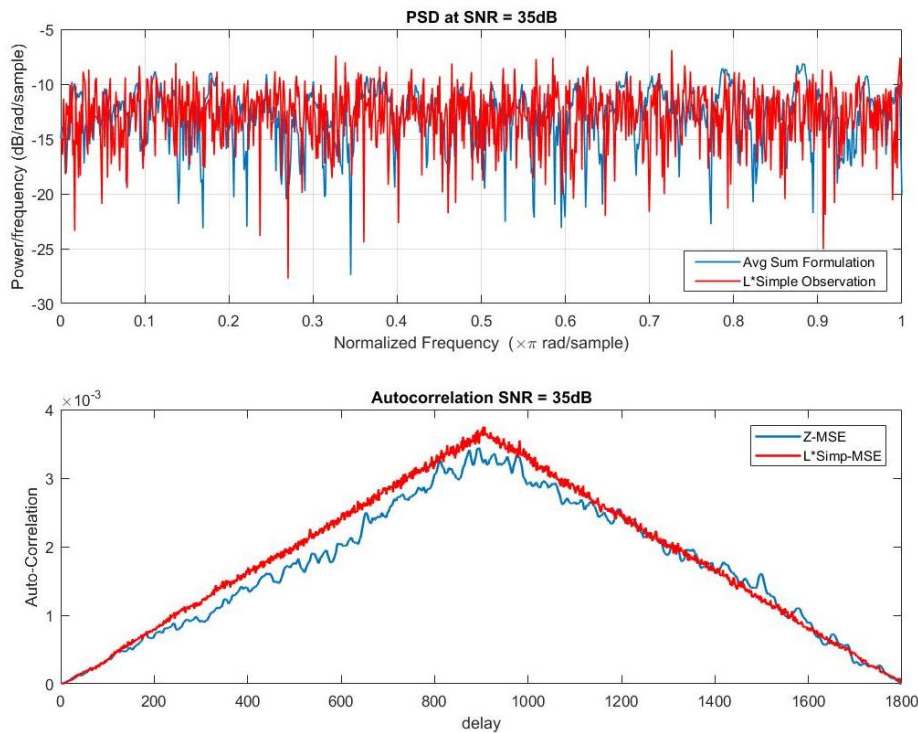 PSD at SNR = 35dB
-5
-10
-15
-20
-25
-30
Power/frequency (dB/rad/sample)
Avg Sum Formulation
L*Simple Observation
0 0.1 0.2 0.3 0.4 0.5 0.6 0.7 0.8 0.9 1
Normalized Frequency (×π rad/sample)
×10⁻³
Autocorrelation SNR = 35dB
4
3
2
1
0
Auto-Correlation
Z-MSE
L*Simp-MSE
0 200 400 600 800 1000 1200 1400 1600 1800
delay